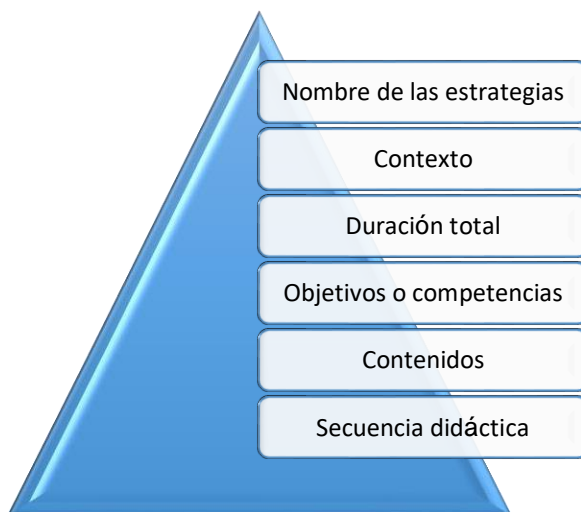 Nombre de las estrategias
Contexto
Duración total
Objetivos o competencias
Contenidos
Secuencia didáctica